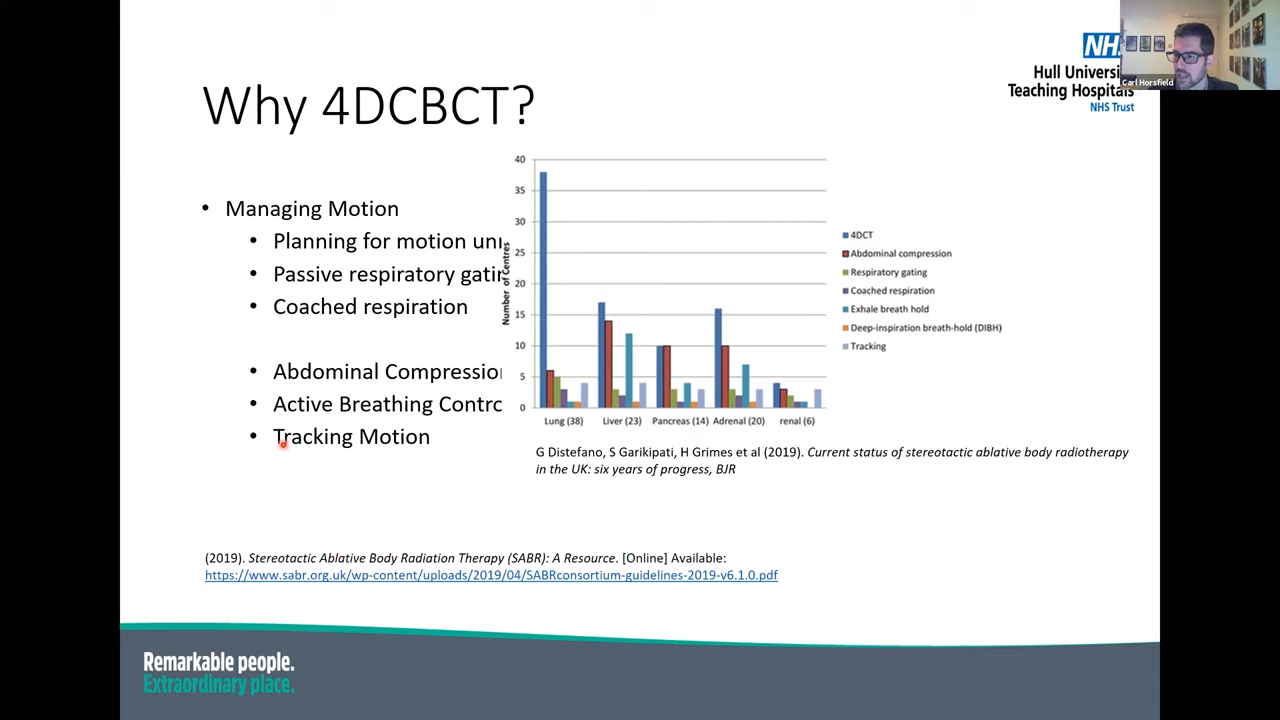 Why 4DCBCT?
NHS
Hull
Teaching Hospitals
NHS Trust
Carl Horsfield
• Managing Motion
• Planning for motion
• Passive respiratory
• Coached respiration
• Abdominal
• Active Breathing
• Tracking Motion
40
35
30
25
20
15
10
5
0
Number of Centres
Lung (38) Liver (23) Pancreas (14) Adrenal (20) renal (6)
4DCT
Abdominal compression
Respiratory gating
Coached respiration
Exhale breath hold
Deep-inspiration breath-hold (DIBH)
Tracking
G Distefano, S Garikipati, H Grimes et al (2019). Current status of stereotactic ablative body radiotherapy
in the UK: six years of progress, BJR
(2019). Stereotactic Ablative Body Radiation Therapy (SABR): A Resource. [Online] Available:
https://www.sabr.org.uk/wp-content/uploads/2019/04/SABRconsortium-guidelines-2019-v6.1.0.pdf
Remarkable people.
Extraordinary place.